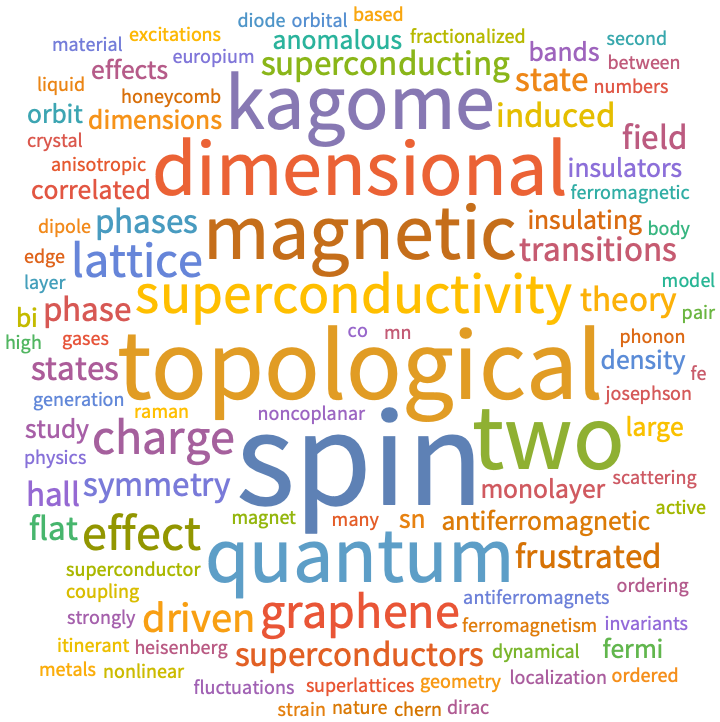 diode orbital based
material excitations anomalous fractionalized second
effects europium superconducting bands between
liquid honeycomb kagome state numbers
orbit dimensions induced field
crystal dimensional insulators
anisotropic
correlated ferromagnetic
dipole phases magnetic insulating body
edge lattice transitions
layer superconductivity model
bi phase theory pair
high gases co mn phonon
states topological density fe
generation raman noncoplanar josephson
study charge spin two large
physics scattering
hall symmetry monolayer active
flat effect magnet many sn antiferromagnetic
superconductor quantum frustrated
coupling ordering
strongly driven graphene antiferromagnets
ferromagnetism invariants
itinerant heisenberg superconductors dynamical fermi
metals nonlinear geometry localization ordered
fluctuations superlattices
strain nature chern dirac